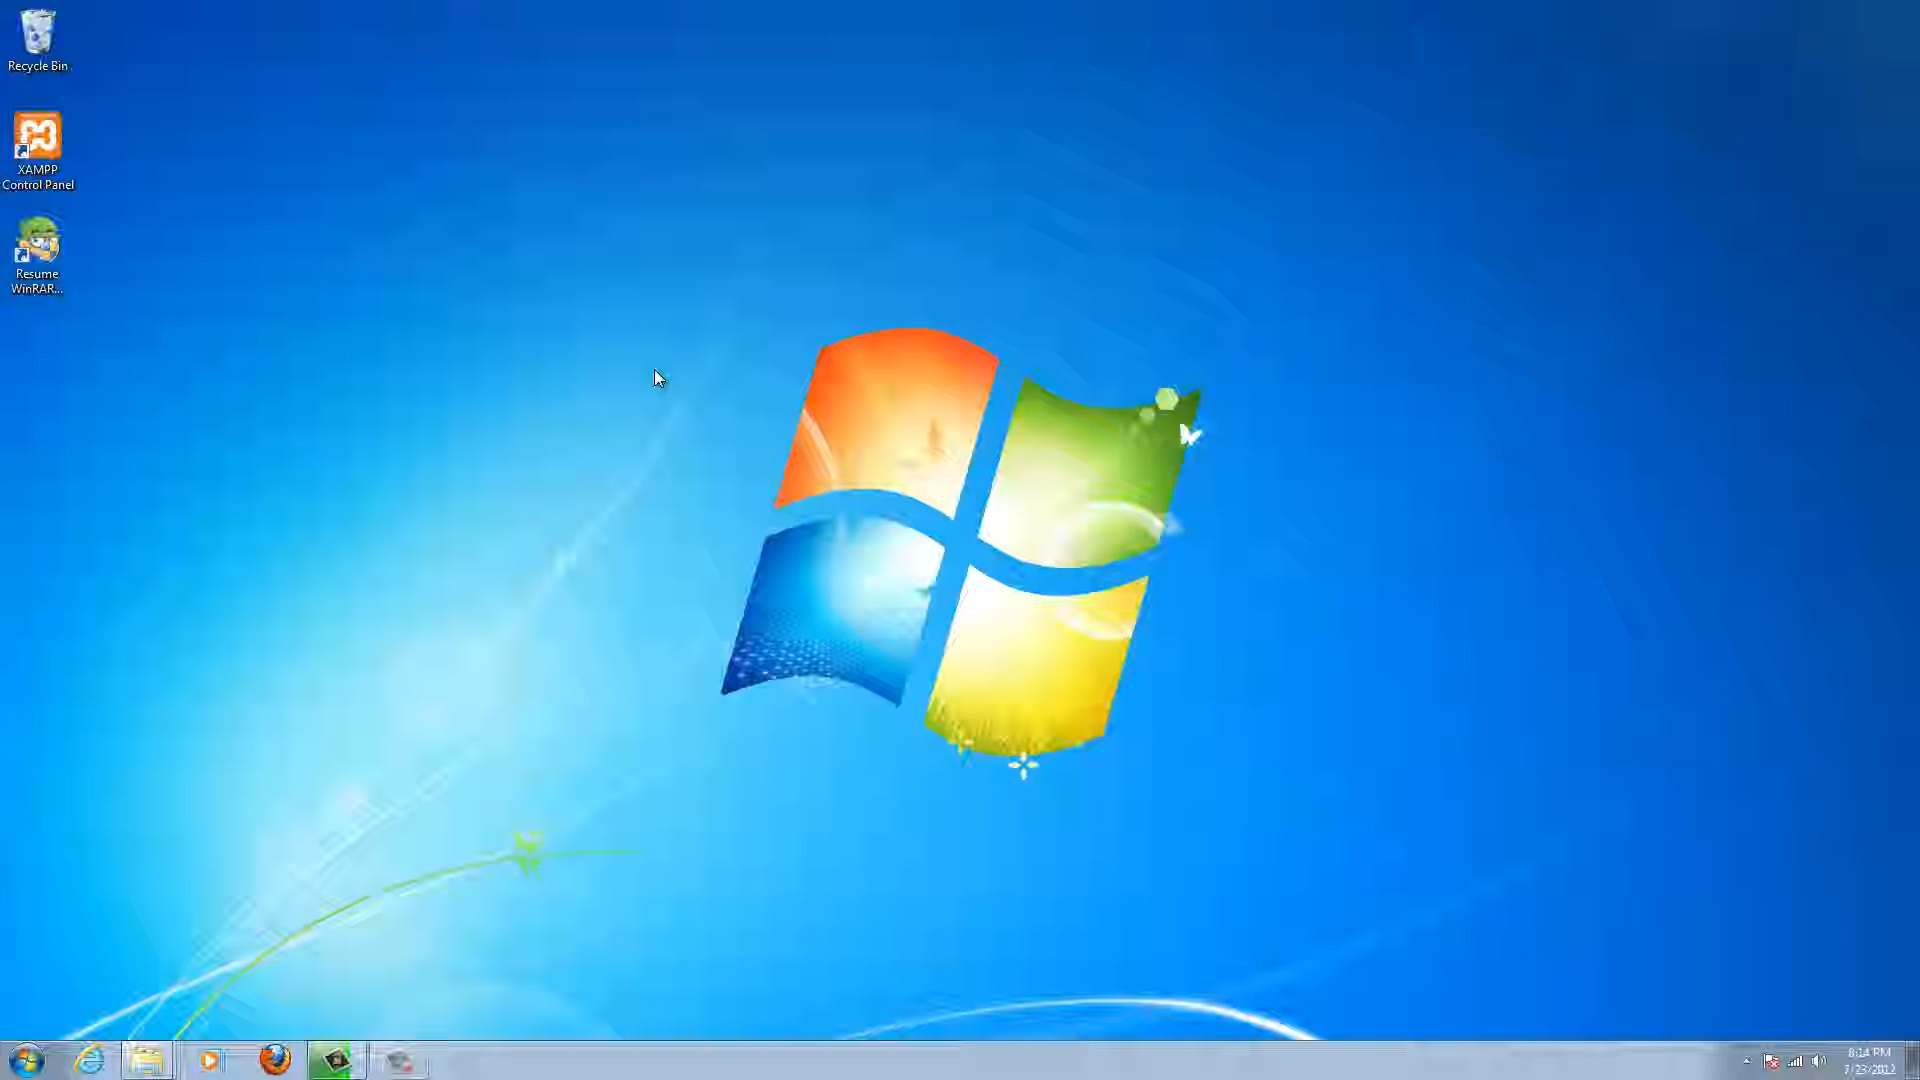 Recycle Bin
XAMPP
Control Panel
Resume
WinRAR...
8:14 PM
7/23/2012